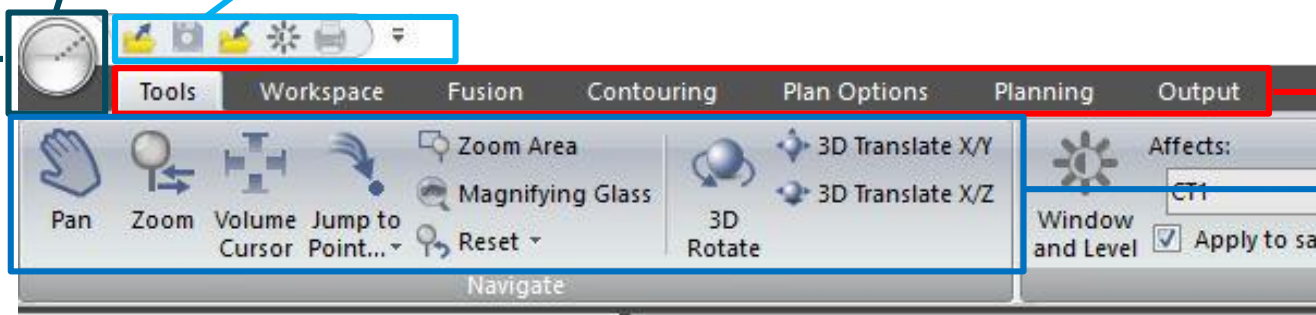 Tools Workspace Fusion Contouring Plan Options Planning Output
Zoom Area
Magnifying Glass
Reset
Pan
Zoom
Volume
Cursor
Jump to
Point...
3D
Rotate
3D Translate X/Y
3D Translate X/Z
Navigate
Window
and Level
Affects:
CT1
Apply to sa